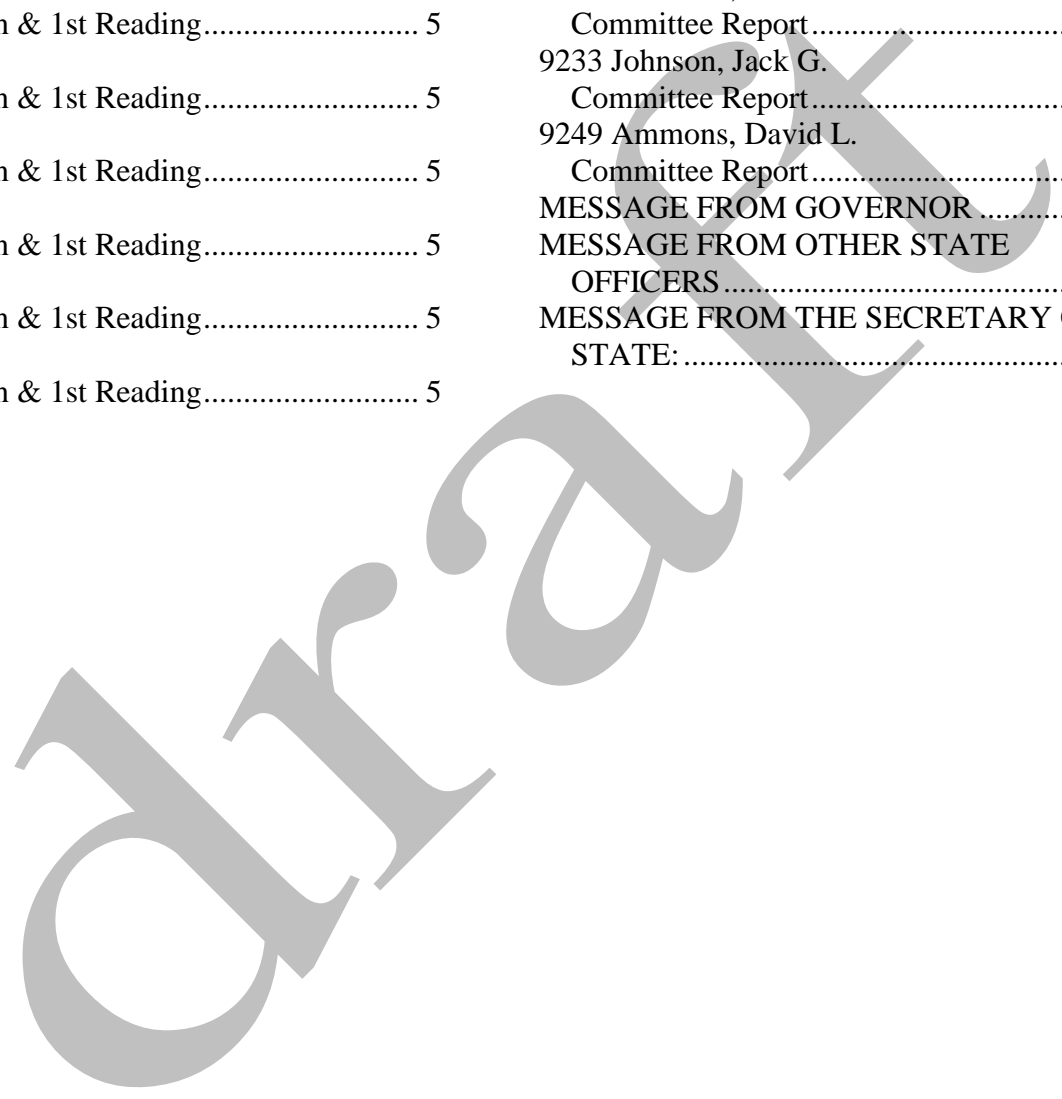 n & 1st Reading.......................... 5
n & 1st Reading.......................... 5
n & 1st Reading.......................... 5
n & 1st Reading.......................... 5
n & 1st Reading.......................... 5
n & 1st Reading.......................... 5
Committee Report
9233 Johnson, Jack G.
Committee Report
9249 Ammons, David L.
Committee Report
MESSAGE FROM GOVERNOR
MESSAGE FROM OTHER STATE
OFFICERS
MESSAGE FROM THE SECRETARY
STATE:
draft